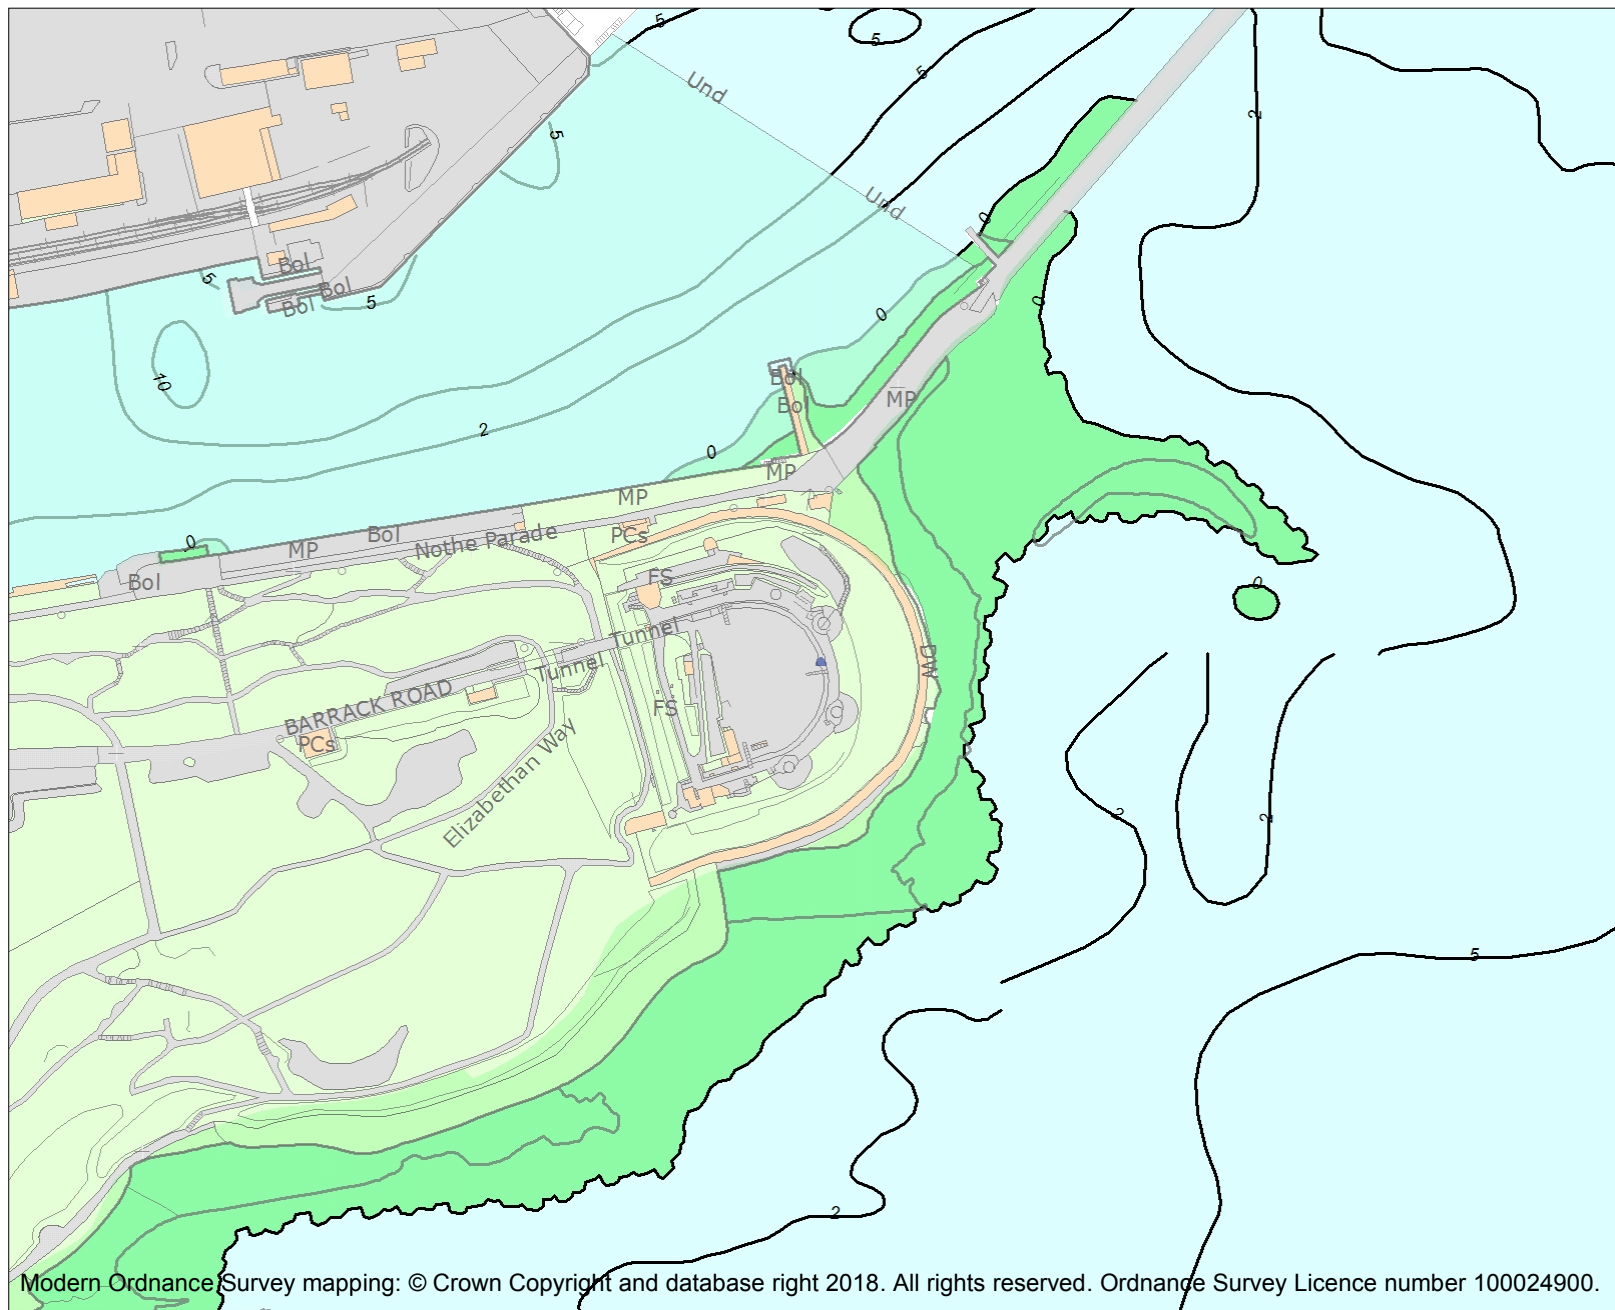 5
5
5
Und
2
5
Und
0
Bol
5
Bol
Bol
5
0
0
10
Bol
MP
Bol
2
0
MP
MP
Bol
PCs
0
MP
Nothe Parade
Bol
FS
0
Tunnel
Tunnel
DW
BARRACK ROAD
FS
PCs
Elizabethan Way
2
2
5
2
Modern Ordnance Survey mapping: © Crown Copyright and database right 2018. All rights reserved. Ordnance Survey Licence number 100024900.